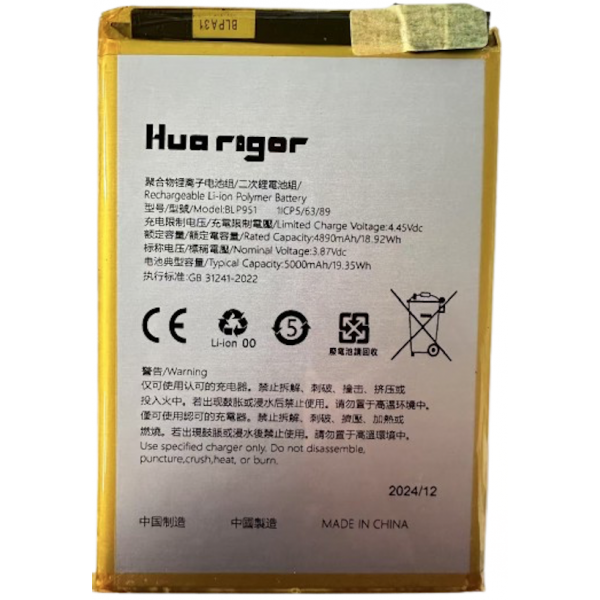 BLPA31
Hua rigor
聚合物锂离子电池组/二次鋰電池組/
Rechargeable Li-ion Polymer Battery
型号/型號/Model:BLP951 1ICP5/63/89
充电限制电压/充電限制電壓/Limited Charge Voltage:4.45Vdc
额定容量/額定電容量/Rated Capacity:4890mAh/18.92Wh
标称电压/標稱電壓/Nominal Voltage:3.87Vdc
电池典型容量/Typical Capacity:5000mAh/19.35Wh
执行标准:GB 31241-2022
CE
Li-ion 00
5
廢電池請回收
警告/Warning
仅可使用认可的充电器。禁止拆解、刺破、撞击、挤压或
投入火中。若出现鼓胀或浸水后禁用。请勿置于高温环境中。
僅可使用認可的充電器。禁止拆解、刺破、擠壓、加熱或
燃燒。若出現鼓脹或浸水後禁用。請勿置于高溫環境中。
Use specified charger only. Do not disassemble,
puncture,crush,heat, or burn.
2024/12
中国制造 中國製造 MADE IN CHINA